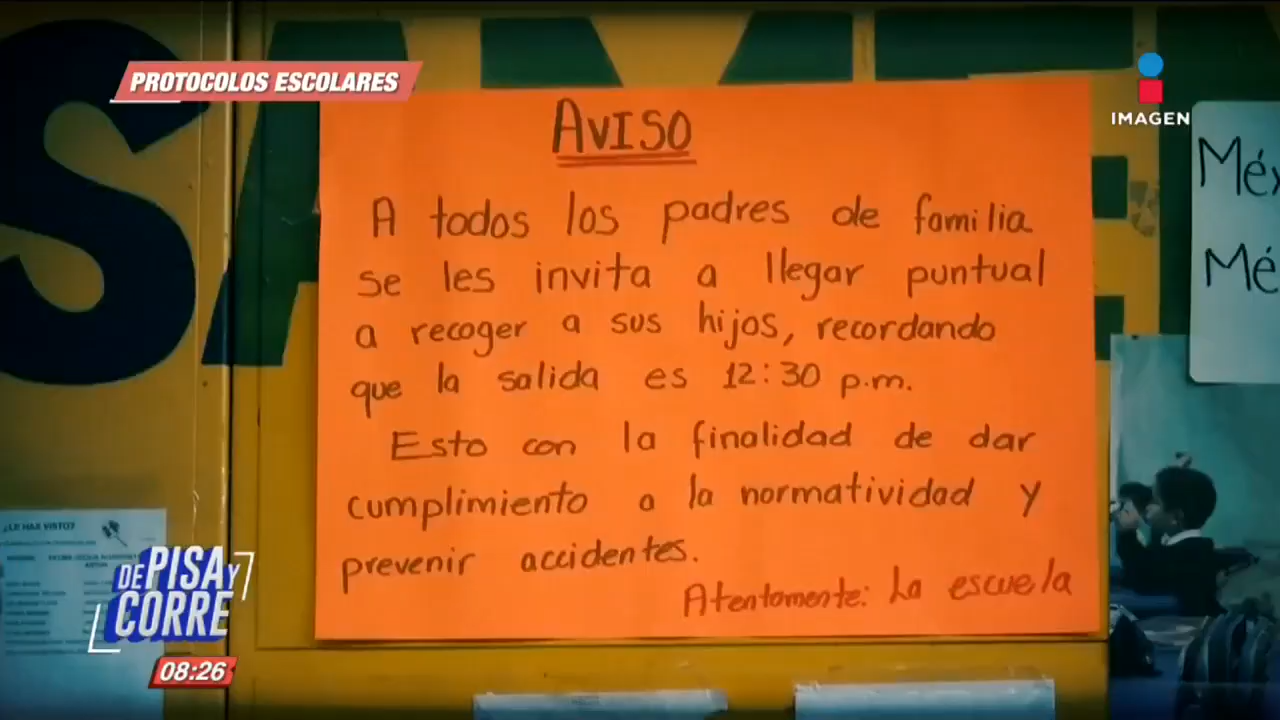 PROTOCOLOS ESCOLARES
IMAGEN
AVISO
A todos los padres de familia
se les invita a llegar puntual
a recoger a sus hijos, recordando
que la salida es 12:30 p.m.
Esto con la finalidad de dar
cumplimiento a la normatividad y
prevenir accidentes.
Atentamente: La escuela
¿LE HAS VISTO?
DE PISA Y
CORRE
08:26